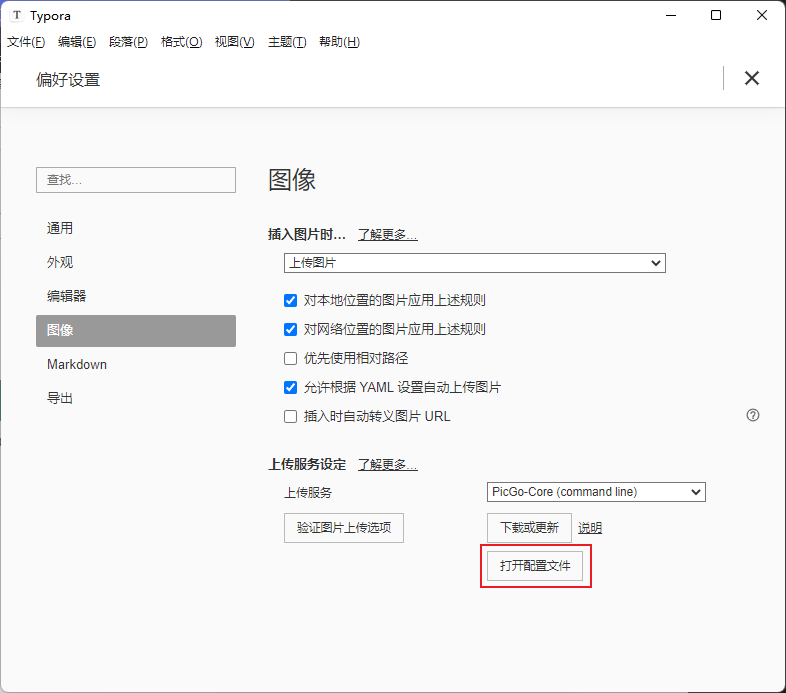 Typora
文件(F) 编辑(E) 段落(P) 格式(O) 视图(V) 主题(T) 帮助(H)
偏好设置
查找...
通用
外观
编辑器
图像
Markdown
导出
图像
插入图片时... 了解更多...
上传图片
对本地位置的图片应用上述规则
对网络位置的图片应用上述规则
优先使用相对路径
允许根据 YAML 设置自动上传图片
插入时自动转义图片 URL
上传服务设定 了解更多...
上传服务 PicGo-Core (command line)
验证图片上传选项 下载或更新 说明
打开配置文件